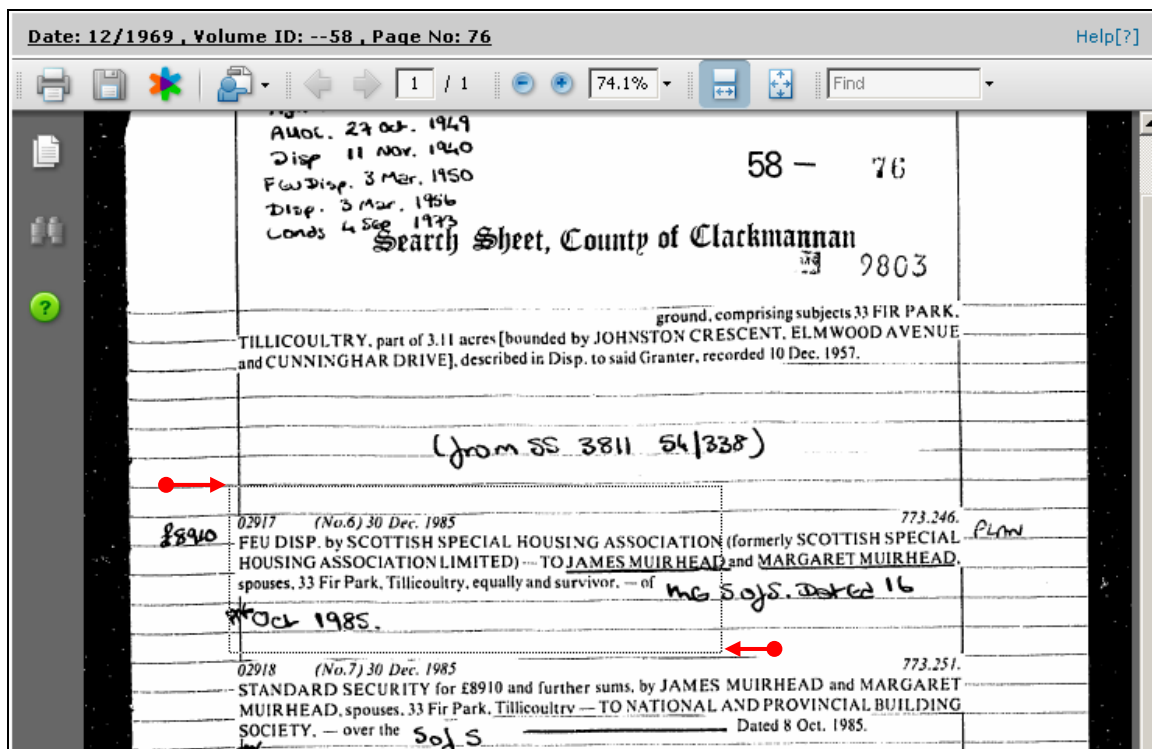 Date: 12/1969 , Volume ID: --58 , Page No: 76
Help[?]
1 / 1
74.1%
Find
Alloc. 27 Oct. 1949
Disp 11 Nov. 1940
Feu Disp. 3 Mar. 1950
Disp. 3 Mar. 1956
Conds 4 Sep 1973
58 — 76
Search Sheet, County of Clackmannan
9803
ground, comprising subjects 33 FIR PARK,
TILLICOULTRY, part of 3.11 acres [bounded by JOHNSTON CRESCENT, ELMWOOD AVENUE
and CUNNINGHAR DRIVE], described in Disp. to said Granter, recorded 10 Dec. 1957.
(from SS 3811 54/338)
02917 (No.6) 30 Dec. 1985 773.246.
£8910 FEU DISP. by SCOTTISH SPECIAL HOUSING ASSOCIATION (formerly SCOTTISH SPECIAL PLAN
HOUSING ASSOCIATION LIMITED) — TO JAMES MUIRHEAD and MARGARET MUIRHEAD,
spouses, 33 Fir Park, Tillicoultry, equally and survivor, — of mG S of S. Dated 16
Oct 1985.
02918 (No.7) 30 Dec. 1985 773.251.
STANDARD SECURITY for £8910 and further sums, by JAMES MUIRHEAD and MARGARET
MUIRHEAD, spouses, 33 Fir Park, Tillicoultry — TO NATIONAL AND PROVINCIAL BUILDING
SOCIETY, — over the S of S Dated 8 Oct. 1985.